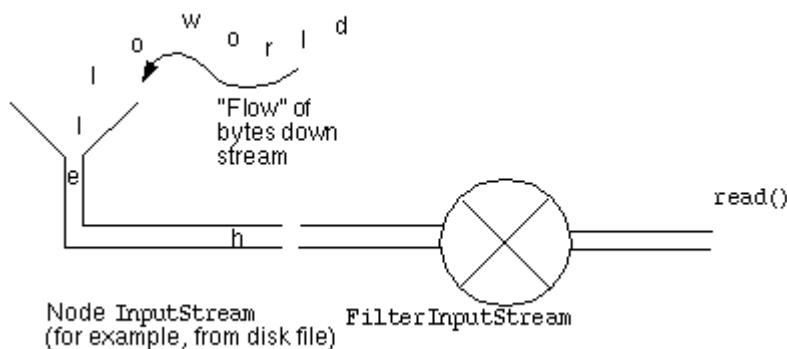 h e l l o w o r l d
"Flow" of
bytes down
stream
read()
Node InputStream
(for example, from disk file)
FilterInputStream